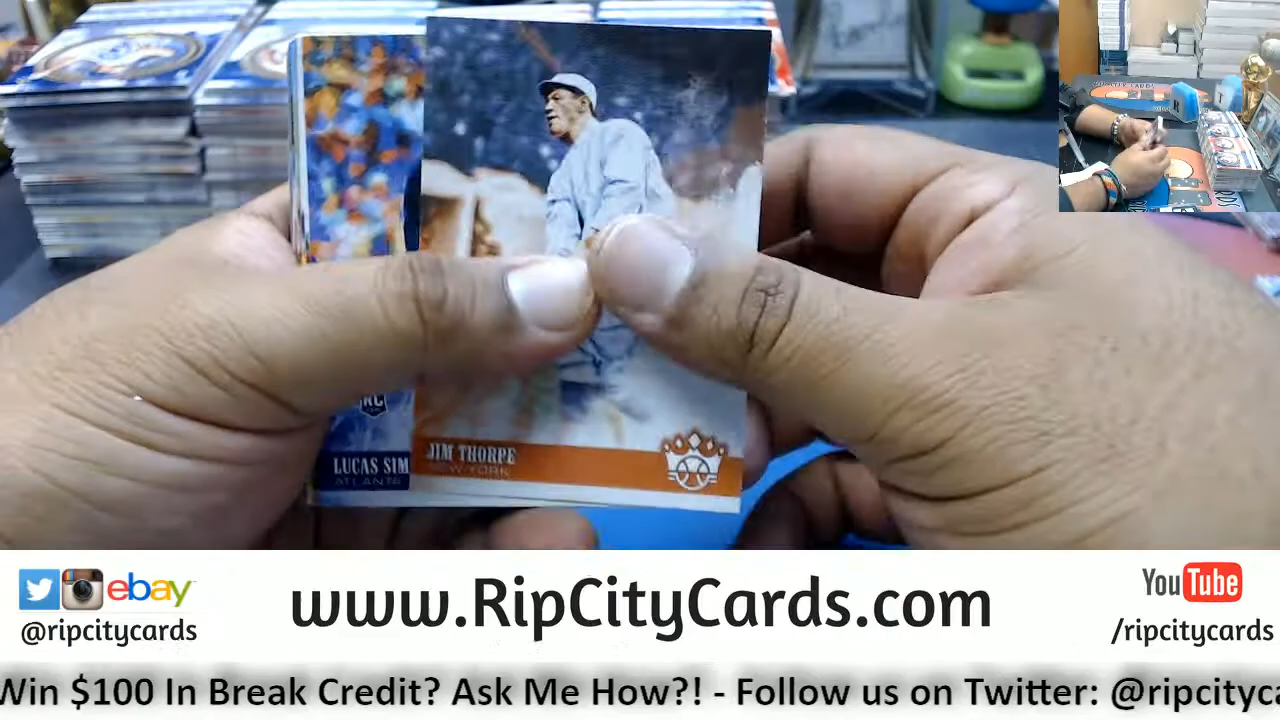 RC
LUCAS SIM
ATLANTA
JIM THORPE
NEW YORK
ebay
@ripcitycards
www.RipCityCards.com
YouTube
/ripcitycards
Win $100 In Break Credit? Ask Me How?! - Follow us on Twitter: @ripcityca